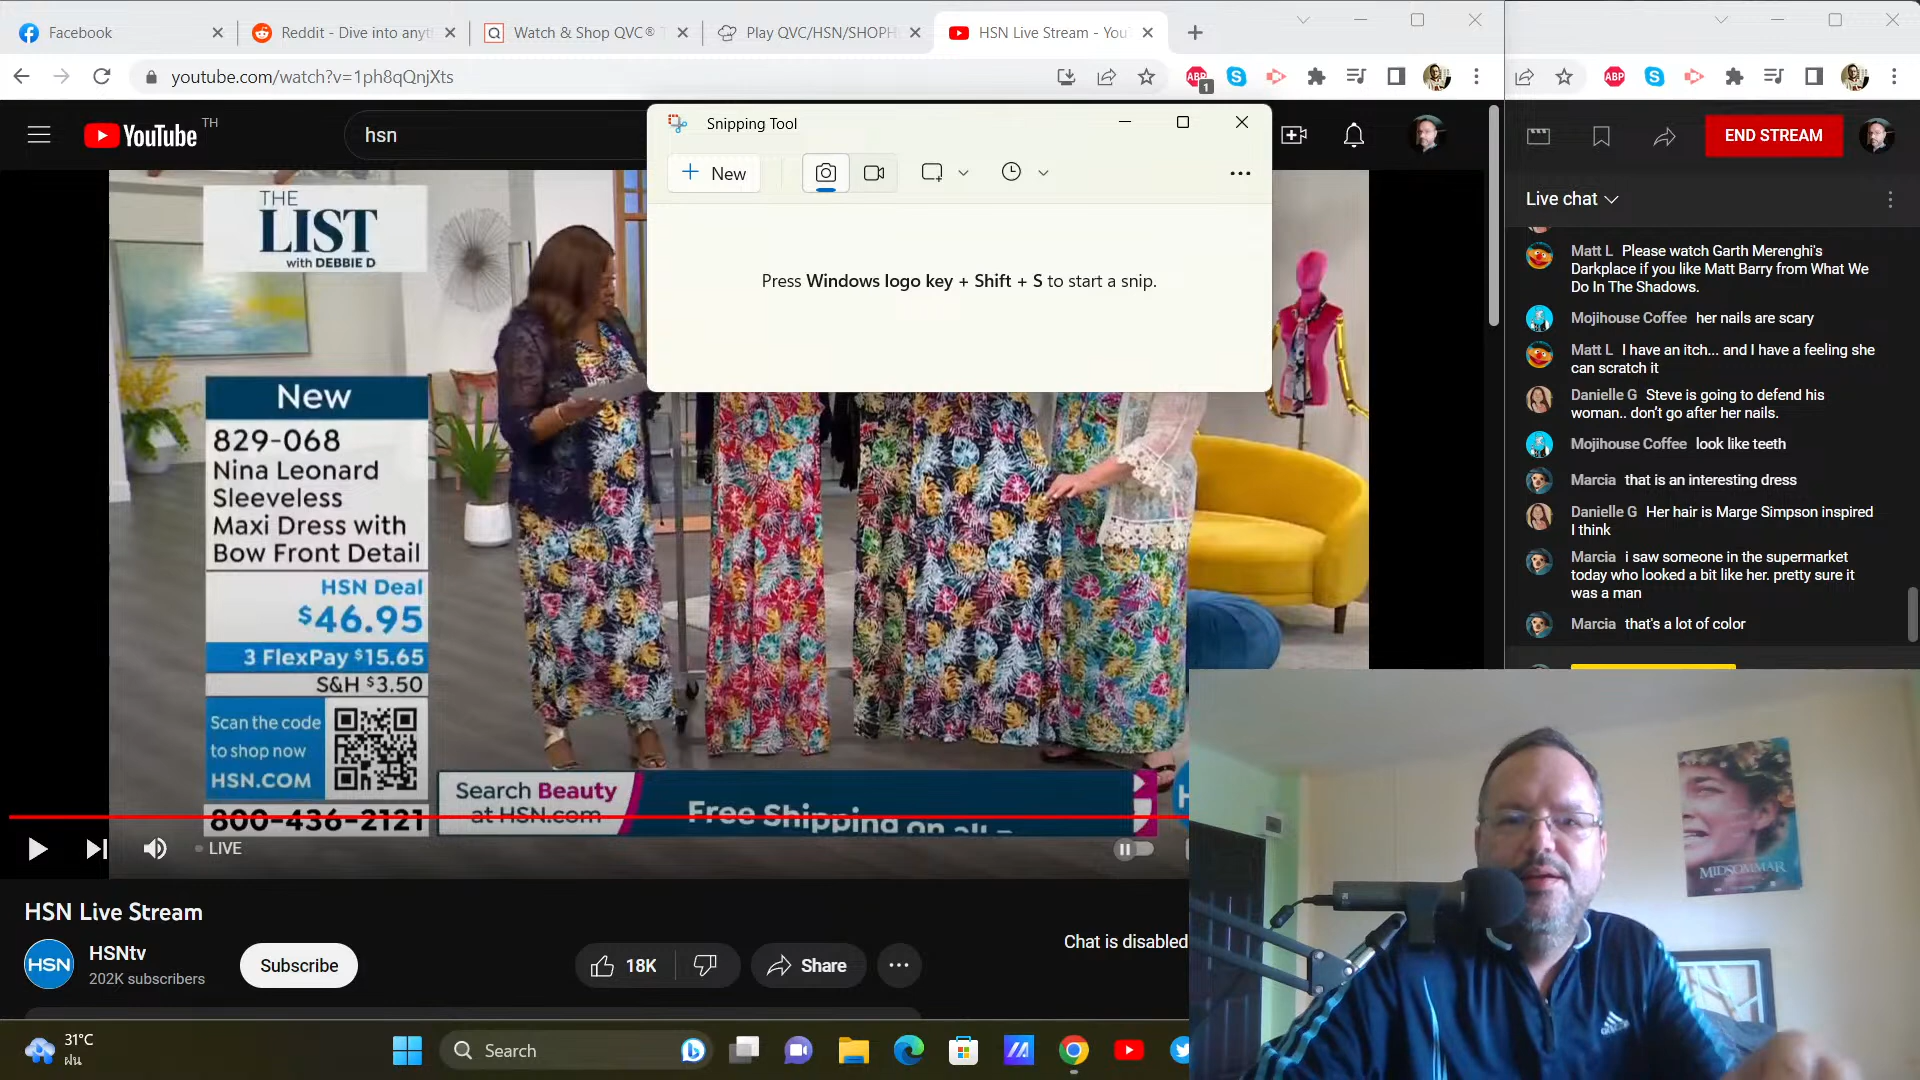 Facebook
Reddit - Dive into anyt
Watch & Shop QVC®
Play QVC/HSN/SHOPH
HSN Live Stream - You
youtube.com/watch?v=1ph8qQnjXts
ABP
1
ABP
YouTube
TH
hsn
Snipping Tool
New
Press Windows logo key + Shift + S to start a snip.
END STREAM
Live chat
Matt L Please watch Garth Merenghi's
Darkplace if you like Matt Barry from What We
Do In The Shadows.
Mojihouse Coffee her nails are scary
Matt L I have an itch... and I have a feeling she
can scratch it
Danielle G Steve is going to defend his
woman.. don't go after her nails.
Mojihouse Coffee look like teeth
Marcia that is an interesting dress
Danielle G Her hair is Marge Simpson inspired
I think
Marcia i saw someone in the supermarket
today who looked a bit like her. pretty sure it
was a man
Marcia that's a lot of color
THE
LIST
with DEBBIE D
New
829-068
Nina Leonard
Sleeveless
Maxi Dress with
Bow Front Detail
HSN Deal
$46.95
3 FlexPay $15.65
S&H $3.50
Scan the code
to shop now
HSN.COM
800-436-2121
Search Beauty
at HSN.com
Free Shipping on all
LIVE
MIDSOMMAR
adidas
HSN Live Stream
HSN
HSNtv
202K subscribers
Subscribe
18K
Share
Chat is disabled
31°C
ฝน
Search